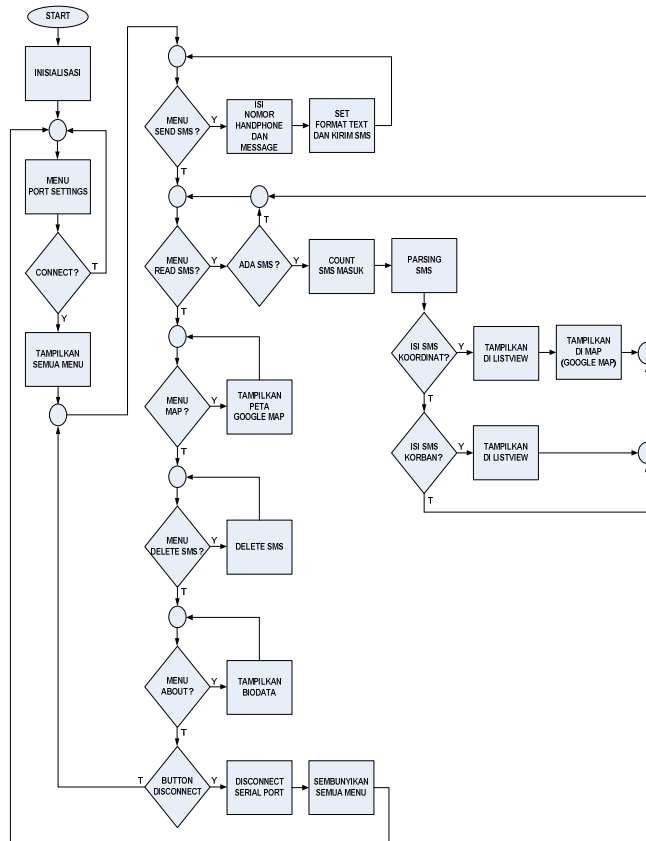 START
INISIALISASI
MENU
PORT SETTINGS
CONNECT?
T
Y
TAMPILKAN
SEMUA MENU
MENU
SEND SMS?
Y
T
ISI
NOMOR
HANDPHONE
DAN
MESSAGE
SET
FORMAT TEXT
DAN KIRIM SMS
MENU
READ SMS?
Y
T
ADA SMS?
T
Y
COUNT
SMS MASUK
PARSING
SMS
ISI SMS
KOORDINAT?
Y
T
TAMPILKAN
DI LISTVIEW
TAMPILKAN
DI MAP
(GOOGLE MAP)
ISI SMS
KORBAN?
Y
T
TAMPILKAN
DI LISTVIEW
MENU
MAP?
Y
T
TAMPILKAN
PETA
GOOGLE MAP
MENU
DELETE SMS?
Y
T
DELETE SMS
MENU
ABOUT?
Y
T
TAMPILKAN
BIODATA
BUTTON
DISCONNECT
T
Y
DISCONNECT
SERIAL PORT
SEMBUNYIKAN
SEMUA MENU